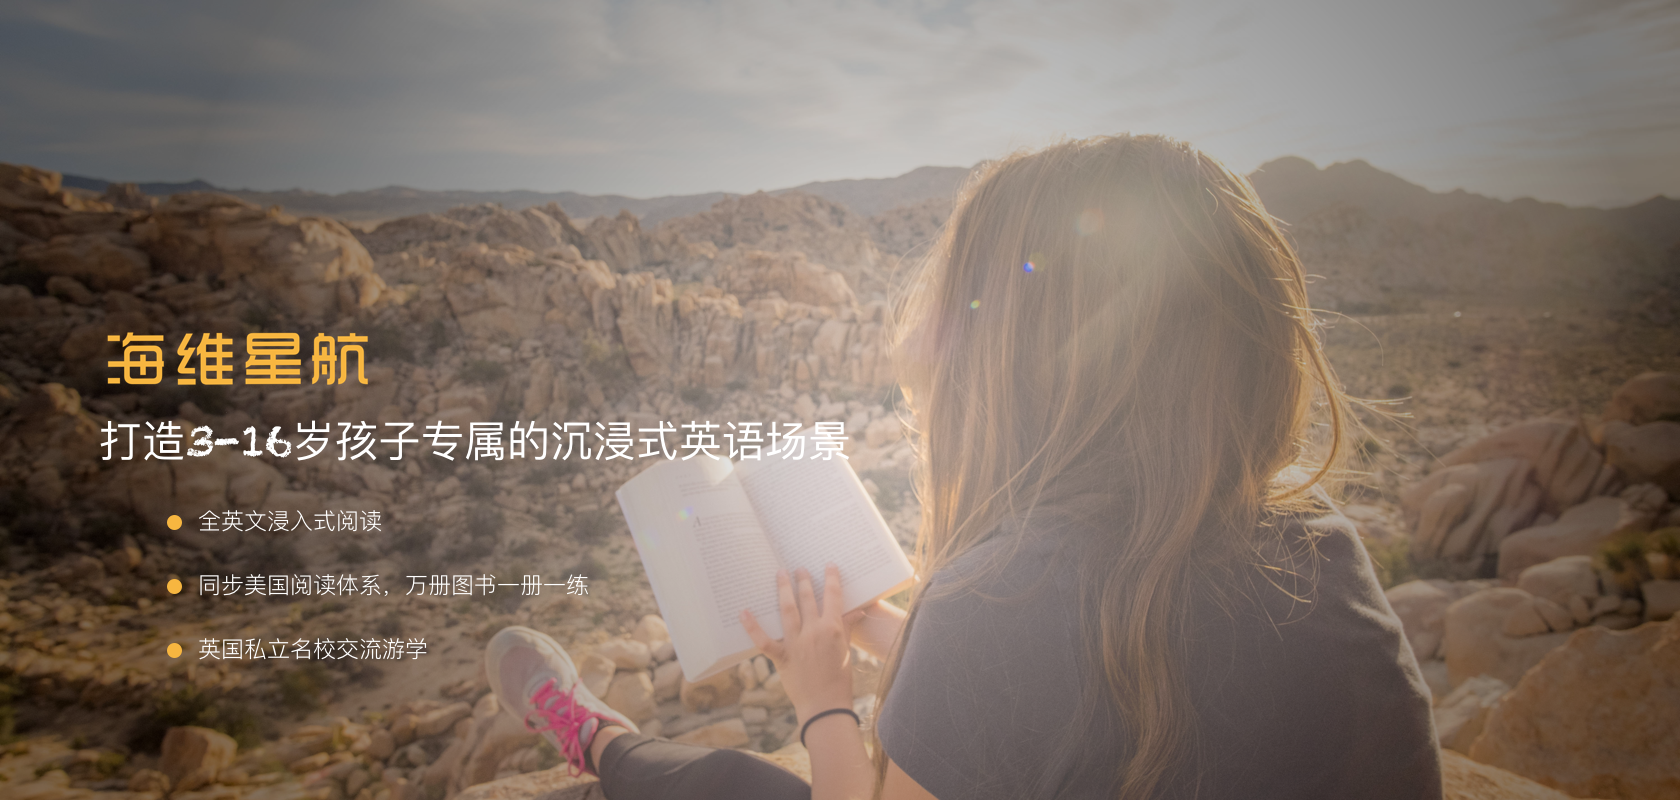 海维星航
打造3-16岁孩子专属的沉浸式英语场景
全英文浸入式阅读
同步美国阅读体系，万册图书一册一练
英国私立名校交流游学